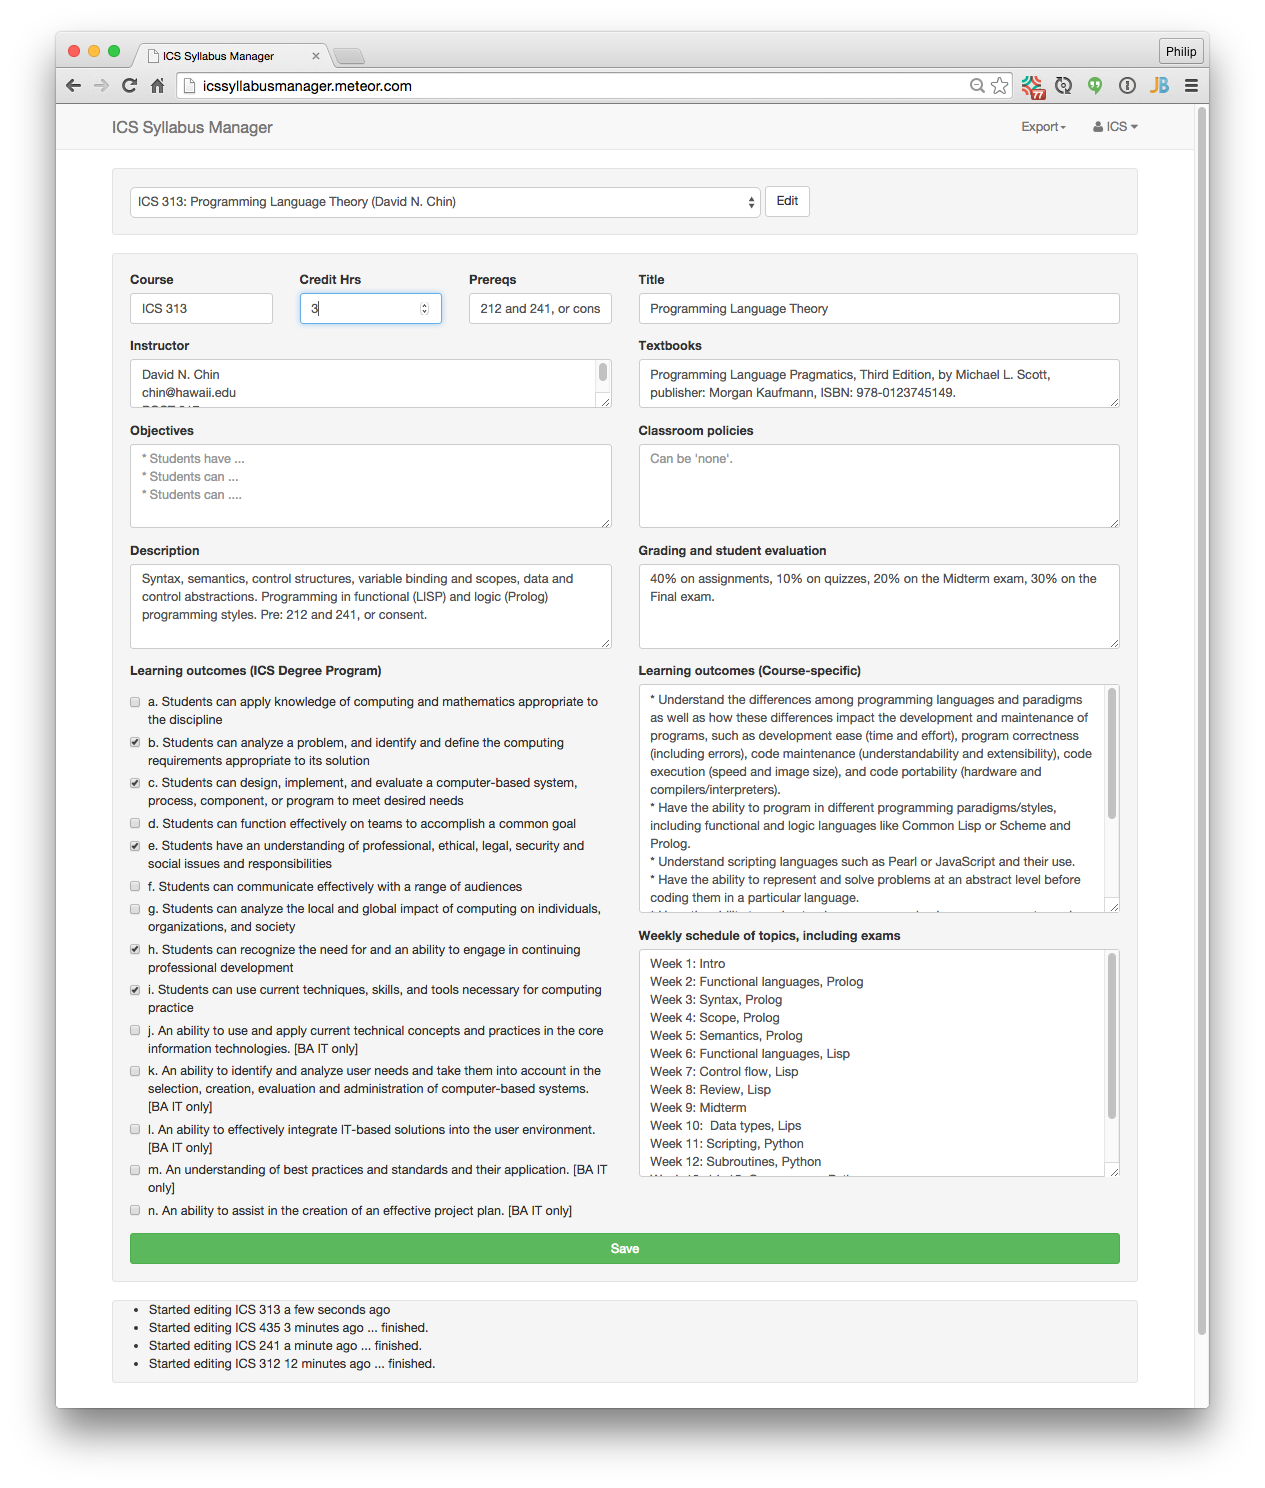 ICS Syllabus Manager
Philip
icssyllabusmanager.meteor.com
77
JB
ICS Syllabus Manager
Export
ICS
ICS 313: Programming Language Theory (David N. Chin)
Edit
Course
Credit Hrs
Prereqs
Title
ICS 313
3
212 and 241, or cons
Programming Language Theory
Instructor
Textbooks
David N. Chin
chin@hawaii.edu
Programming Language Pragmatics, Third Edition, by Michael L. Scott,
publisher: Morgan Kaufmann, ISBN: 978-0123745149.
Objectives
Classroom policies
* Students have ...
* Students can ...
* Students can ....
Can be 'none'.
Description
Grading and student evaluation
Syntax, semantics, control structures, variable binding and scopes, data and
control abstractions. Programming in functional (LISP) and logic (Prolog)
programming styles. Pre: 212 and 241, or consent.
40% on assignments, 10% on quizzes, 20% on the Midterm exam, 30% on the
Final exam.
Learning outcomes (ICS Degree Program)
a. Students can apply knowledge of computing and mathematics appropriate to
the discipline
b. Students can analyze a problem, and identify and define the computing
requirements appropriate to its solution
c. Students can design, implement, and evaluate a computer-based system,
process, component, or program to meet desired needs
d. Students can function effectively on teams to accomplish a common goal
e. Students have an understanding of professional, ethical, legal, security and
social issues and responsibilities
f. Students can communicate effectively with a range of audiences
g. Students can analyze the local and global impact of computing on individuals,
organizations, and society
h. Students can recognize the need for and an ability to engage in continuing
professional development
i. Students can use current techniques, skills, and tools necessary for computing
practice
j. An ability to use and apply current technical concepts and practices in the core
information technologies. [BA IT only]
k. An ability to identify and analyze user needs and take them into account in the
selection, creation, evaluation and administration of computer-based systems.
[BA IT only]
l. An ability to effectively integrate IT-based solutions into the user environment.
[BA IT only]
m. An understanding of best practices and standards and their application. [BA IT
only]
n. An ability to assist in the creation of an effective project plan. [BA IT only]
Learning outcomes (Course-specific)
* Understand the differences among programming languages and paradigms
as well as how these differences impact the development and maintenance of
programs, such as development ease (time and effort), program correctness
(including errors), code maintenance (understandability and extensibility), code
execution (speed and image size), and code portability (hardware and
compilers/interpreters).
* Have the ability to program in different programming paradigms/styles,
including functional and logic languages like Common Lisp or Scheme and
Prolog.
* Understand scripting languages such as Pearl or JavaScript and their use.
* Have the ability to represent and solve problems at an abstract level before
coding them in a particular language.
Weekly schedule of topics, including exams
Week 1: Intro
Week 2: Functional languages, Prolog
Week 3: Syntax, Prolog
Week 4: Scope, Prolog
Week 5: Semantics, Prolog
Week 6: Functional languages, Lisp
Week 7: Control flow, Lisp
Week 8: Review, Lisp
Week 9: Midterm
Week 10:  Data types, Lips
Week 11: Scripting, Python
Week 12: Subroutines, Python
Save
Started editing ICS 313 a few seconds ago
Started editing ICS 435 3 minutes ago ... finished.
Started editing ICS 241 a minute ago ... finished.
Started editing ICS 312 12 minutes ago ... finished.